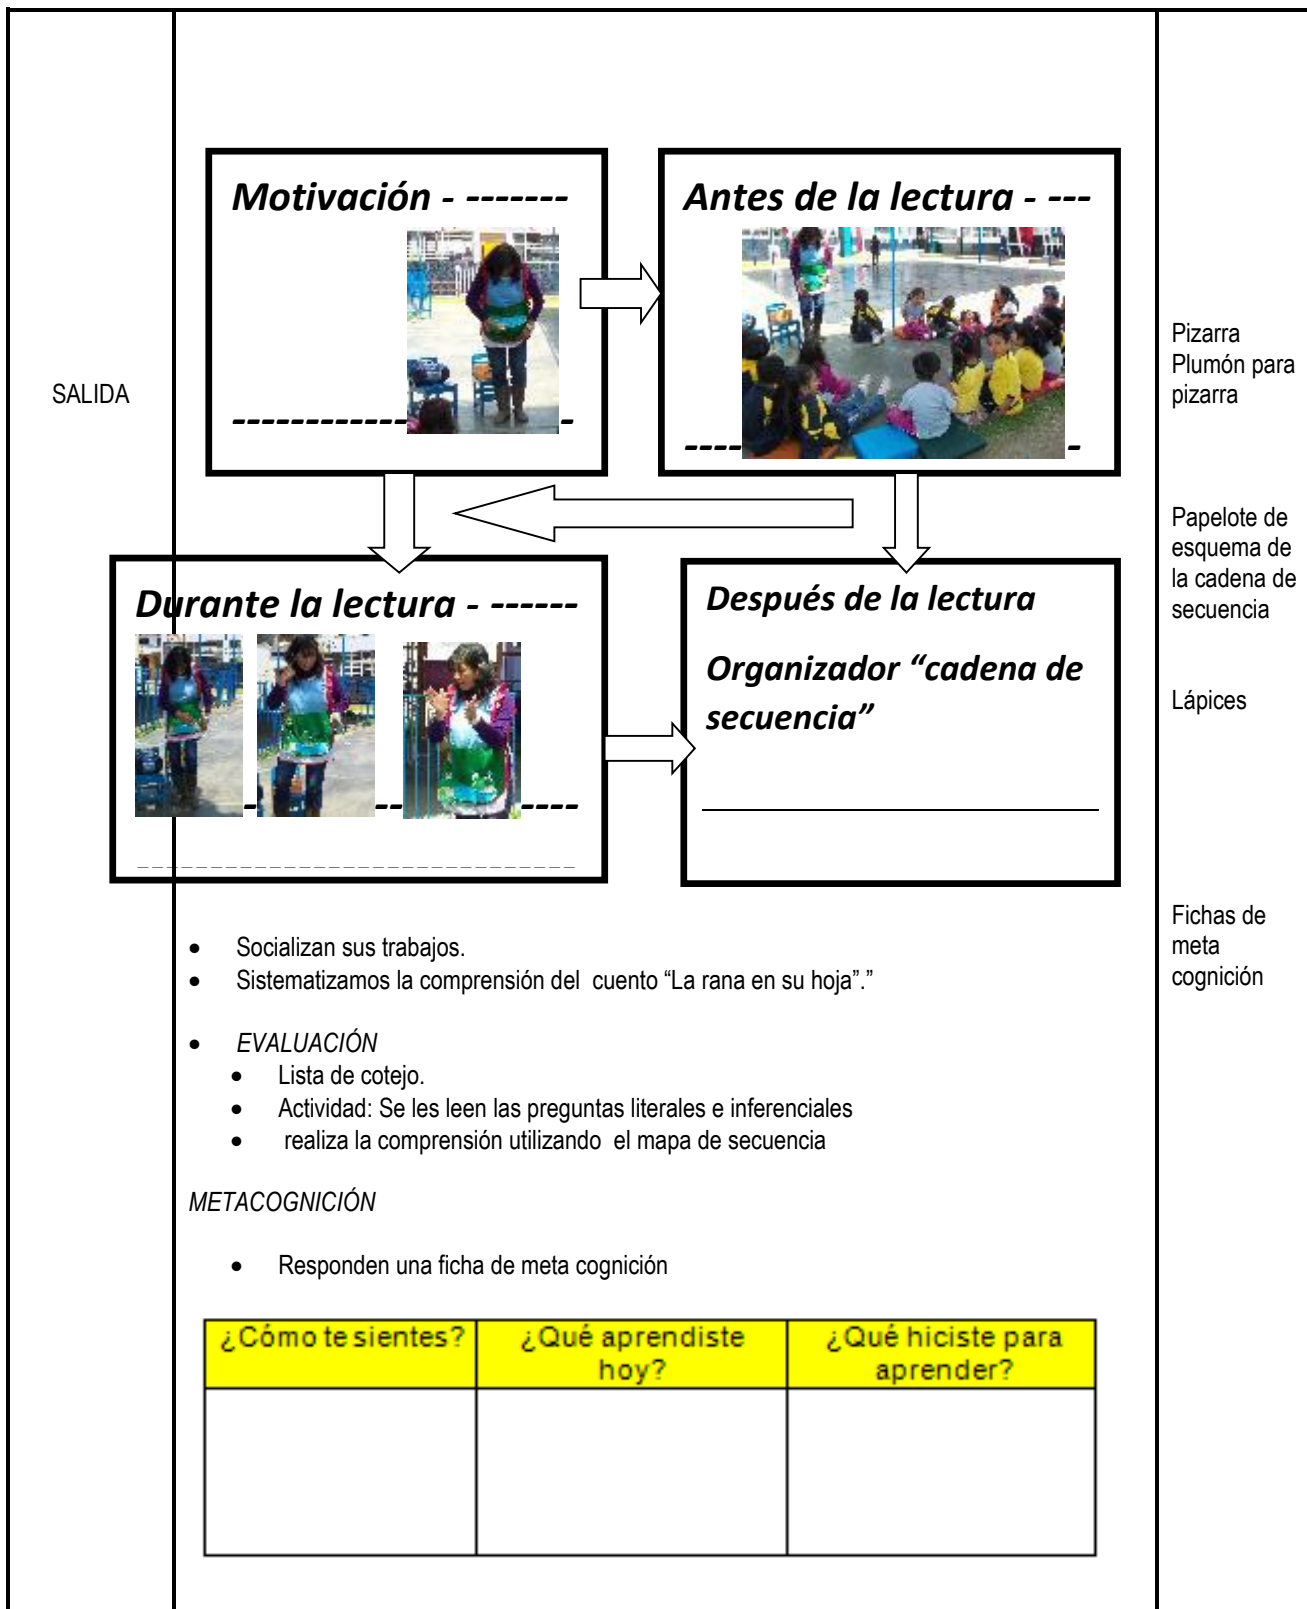 SALIDA
Motivación - -------
------------ -
Antes de la lectura - ---
---- -
Durante la lectura - ------
- -- ----
______________________________
Después de la lectura
Organizador “cadena de
secuencia”
• Socializan sus trabajos.
• Sistematizamos la comprensión del cuento “La rana en su hoja”.”
• EVALUACIÓN
• Lista de cotejo.
• Actividad: Se les leen las preguntas literales e inferenciales
• realiza la comprensión utilizando el mapa de secuencia
METACOGNICIÓN
• Responden una ficha de meta cognición
¿Cómo te sientes?
¿Qué aprendiste
hoy?
¿Qué hiciste para
aprender?
Pizarra
Plumón para
pizarra
Papelote de
esquema de
la cadena de
secuencia
Lápices
Fichas de
meta
cognición